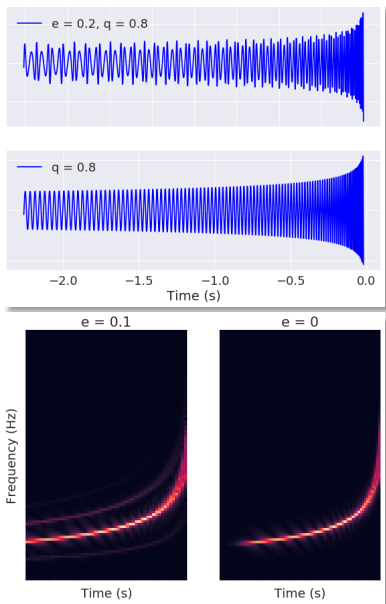 e = 0.2, q = 0.8
q = 0.8
−2.0 −1.5 −1.0 −0.5 0.0
Time (s)
e = 0.1 e = 0
Frequency (Hz)
Time (s) Time (s)